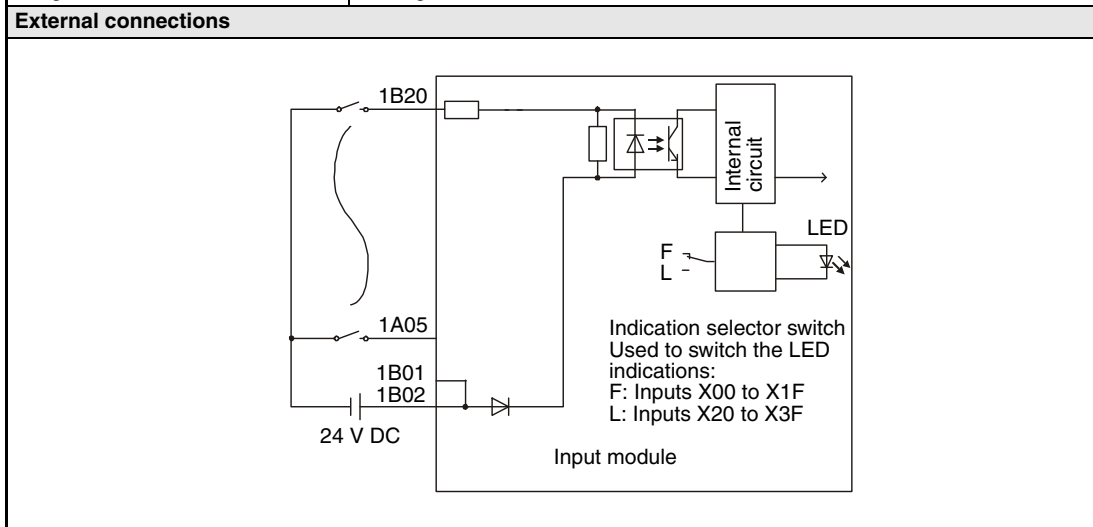 External connections
1B20
Internal
circuit
LED
F
L
1A05
1B01
1B02
24 V DC
Indication selector switch
Used to switch the LED
indications:
F: Inputs X00 to X1F
L: Inputs X20 to X3F
Input module